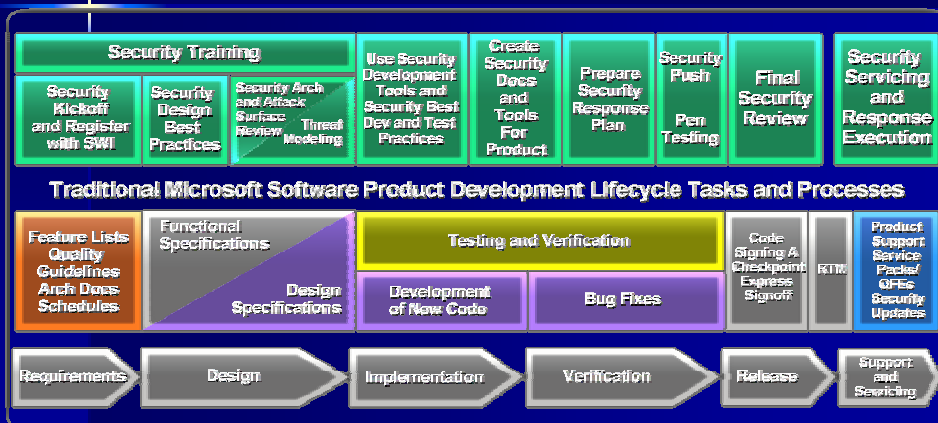 Security Training
Security
Kickoff
and Register
with SWI
Security
Design
Best
Practices
Security Arch
and Attack
Surface
Review
Threat
Modeling
Use Security
Development
Tools and
Security Best
Dev and Test
Practices
Create
Security
Docs
and
Tools
For
Product
Prepare
Security
Response
Plan
Security
Push
Pen
Testing
Final
Security
Review
Security
Servicing
and
Response
Execution
Traditional Microsoft Software Product Development Lifecycle Tasks and Processes
Feature Lists
Quality
Guidelines
Arch Docs
Schedules
Functional
Specifications
Design
Specifications
Testing and Verification
Development
of New Code
Bug Fixes
Code
Signing A
Checkpoint
Express
Signoff
RTM
Product
Support
Service
Packs/
QFEs
Security
Updates
Requirements
Design
Implementation
Verification
Release
Support
and
Servicing